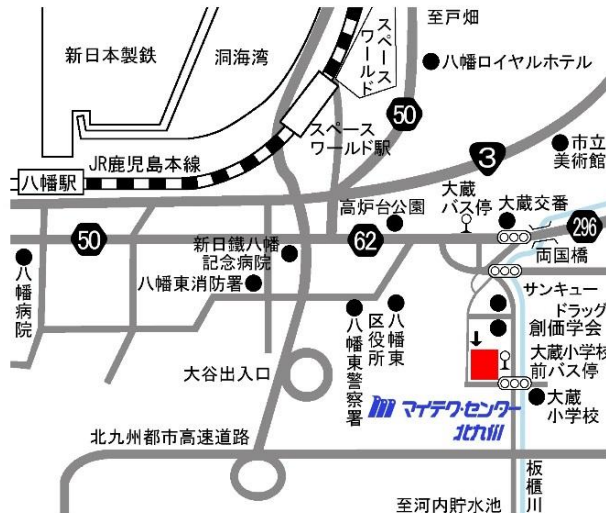 至戸畑
新日本製鉄
洞海湾
スペース
ワールド
八幡ロイヤルホテル
50
スペース
ワールド駅
3
市立
美術館
JR鹿児島本線
八幡駅
大蔵
バス停
高炉台公園
大蔵交番
296
50
新日鐵八幡
記念病院
62
両国橋
八幡病院
八幡東消防署
サンキュー
ドラッグ
創価学会
八幡東警察署
八幡東
区役所
大谷出入口
大蔵小学校
前バス停
マイテク・センター
北九州
大蔵
小学校
北九州都市高速道路
至河内貯水池
板櫃川